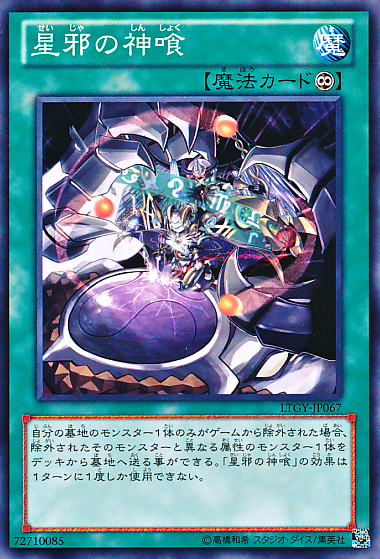 星邪の神喰
【魔法カード】
魔
LTGY-JP067
自分の墓地のモンスター1体のみがゲームから除外された場合、
除外されたそのモンスターと異なる属性のモンスター1体を
デッキから墓地へ送る事ができる。「星邪の神喰」の効果は
1ターンに1度しか使用できない。
72710085
©高橋和希 スタジオ・ダイス/集英社